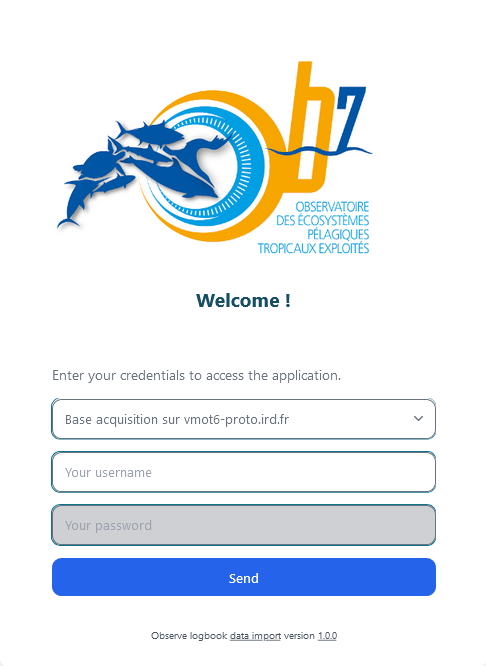 Ob7
OBSERVATOIRE
DES ÉCOSYSTÈMES
PÉLAGIQUES
TROPICAUX EXPLOITÉS
Welcome !
Enter your credentials to access the application.
Base acquisition sur vmot6-proto.ird.fr
Your username
Your password
Send
Observe logbook data import version 1.0.0